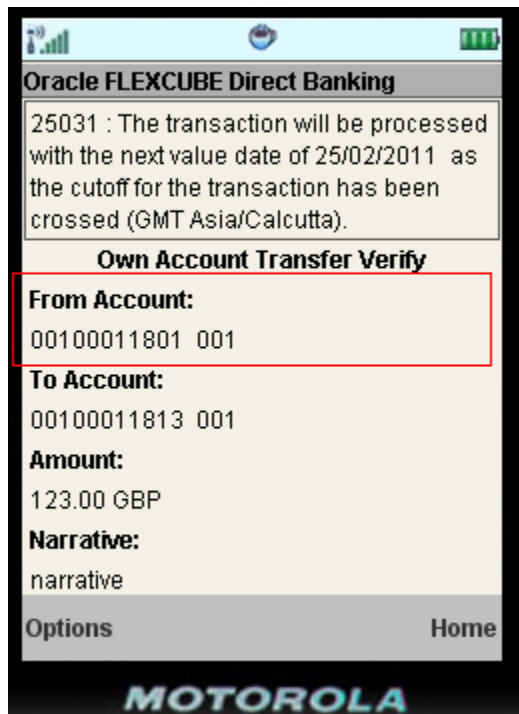 Oracle FLEXCUBE Direct Banking
25031 : The transaction will be processed
with the next value date of 25/02/2011 as
the cutoff for the transaction has been
crossed (GMT Asia/Calcutta).
Own Account Transfer Verify
From Account:
00100011801 001
To Account:
00100011813 001
Amount:
123.00 GBP
Narrative:
narrative
Options Home
MOTOROLA